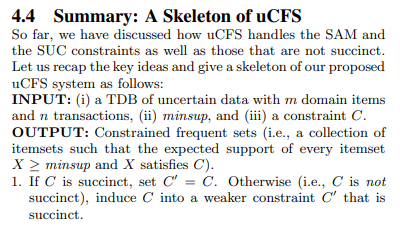 4.4 Summary: A Skeleton of uCFS
So far, we have discussed how uCFS handles the SAM and
the SUC constraints as well as those that are not succinct.
Let us recap the key ideas and give a skeleton of our proposed
uCFS system as follows:
INPUT: (i) a TDB of uncertain data with m domain items
and n transactions, (ii) minsup, and (iii) a constraint C.
OUTPUT: Constrained frequent sets (i.e., a collection of
itemsets such that the expected support of every itemset
X ≥ minsup and X satisfies C).
1. If C is succinct, set C′ = C. Otherwise (i.e., C is not
succinct), induce C into a weaker constraint C′ that is
succinct.